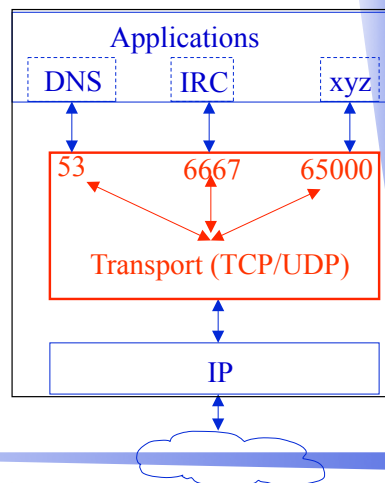 Applications
DNS IRC xyz
53 6667 65000
Transport (TCP/UDP)
IP